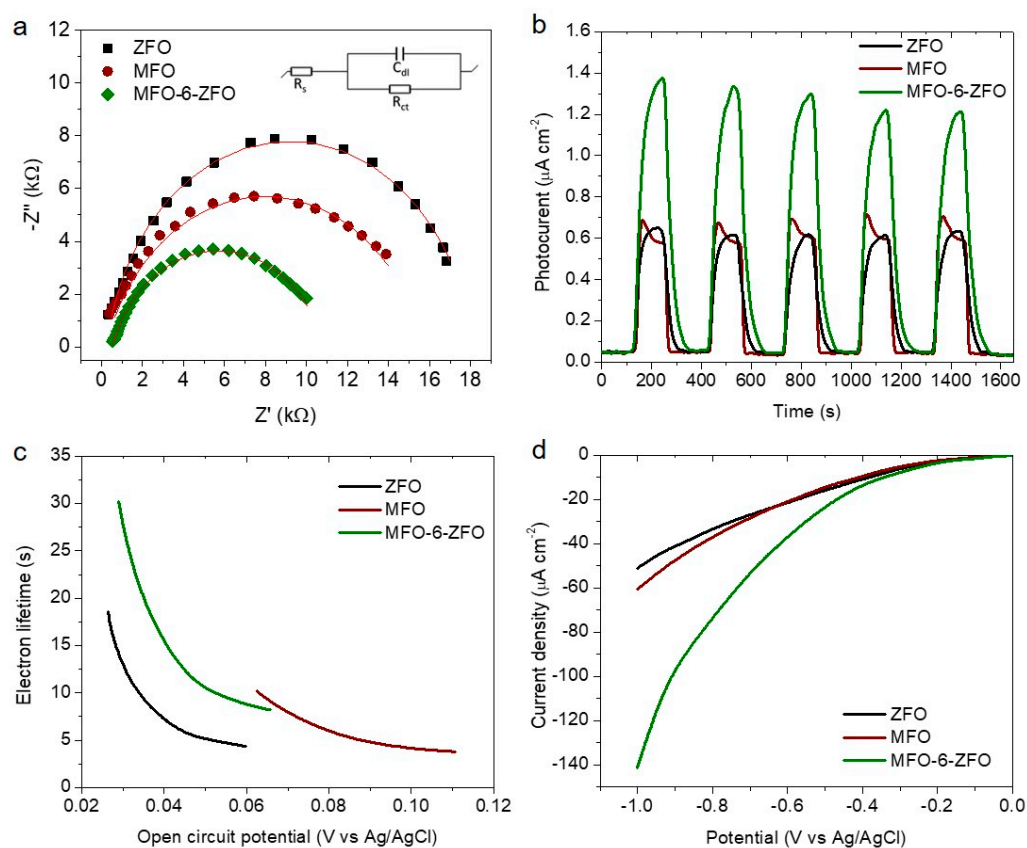 a
-12
-10
-8
-6
-4
-2
0
-Z" (kΩ)
ZFO
MFO
MFO-6-ZFO
Rs
Cdl
Rct
0 2 4 6 8 10 12 14 16 18
Z' (kΩ)
b
1.6
1.4
1.2
1.0
0.8
0.6
0.4
0.2
0.0
Photocurent (μA cm-2)
ZFO
MFO
MFO-6-ZFO
0 200 400 600 800 1000 1200 1400 1600
Time (s)
c
35
30
25
20
15
10
5
0
Electron lifetime (s)
ZFO
MFO
MFO-6-ZFO
0.02 0.04 0.06 0.08 0.10 0.12
Open circuit potential (V vs Ag/AgCl)
d
0
-20
-40
-60
-80
-100
-120
-140
-150
Current density (μA cm-2)
ZFO
MFO
MFO-6-ZFO
-1.0 -0.8 -0.6 -0.4 -0.2 0.0
Potential (V vs Ag/AgCl)